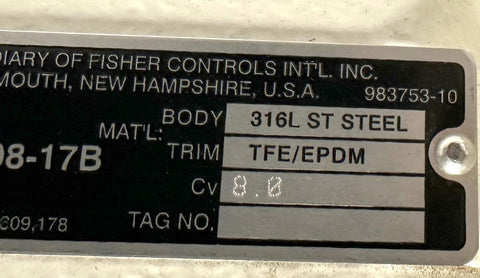 DIARY OF FISHER CONTROLS INT'L. INC.
MOUTH, NEW HAMPSHIRE, U.S.A. 983753-10
BODY 316L ST STEEL
MAT'L:
98-17B TRIM TFE/EPDM
Cv 8.0
609,178 TAG NO.